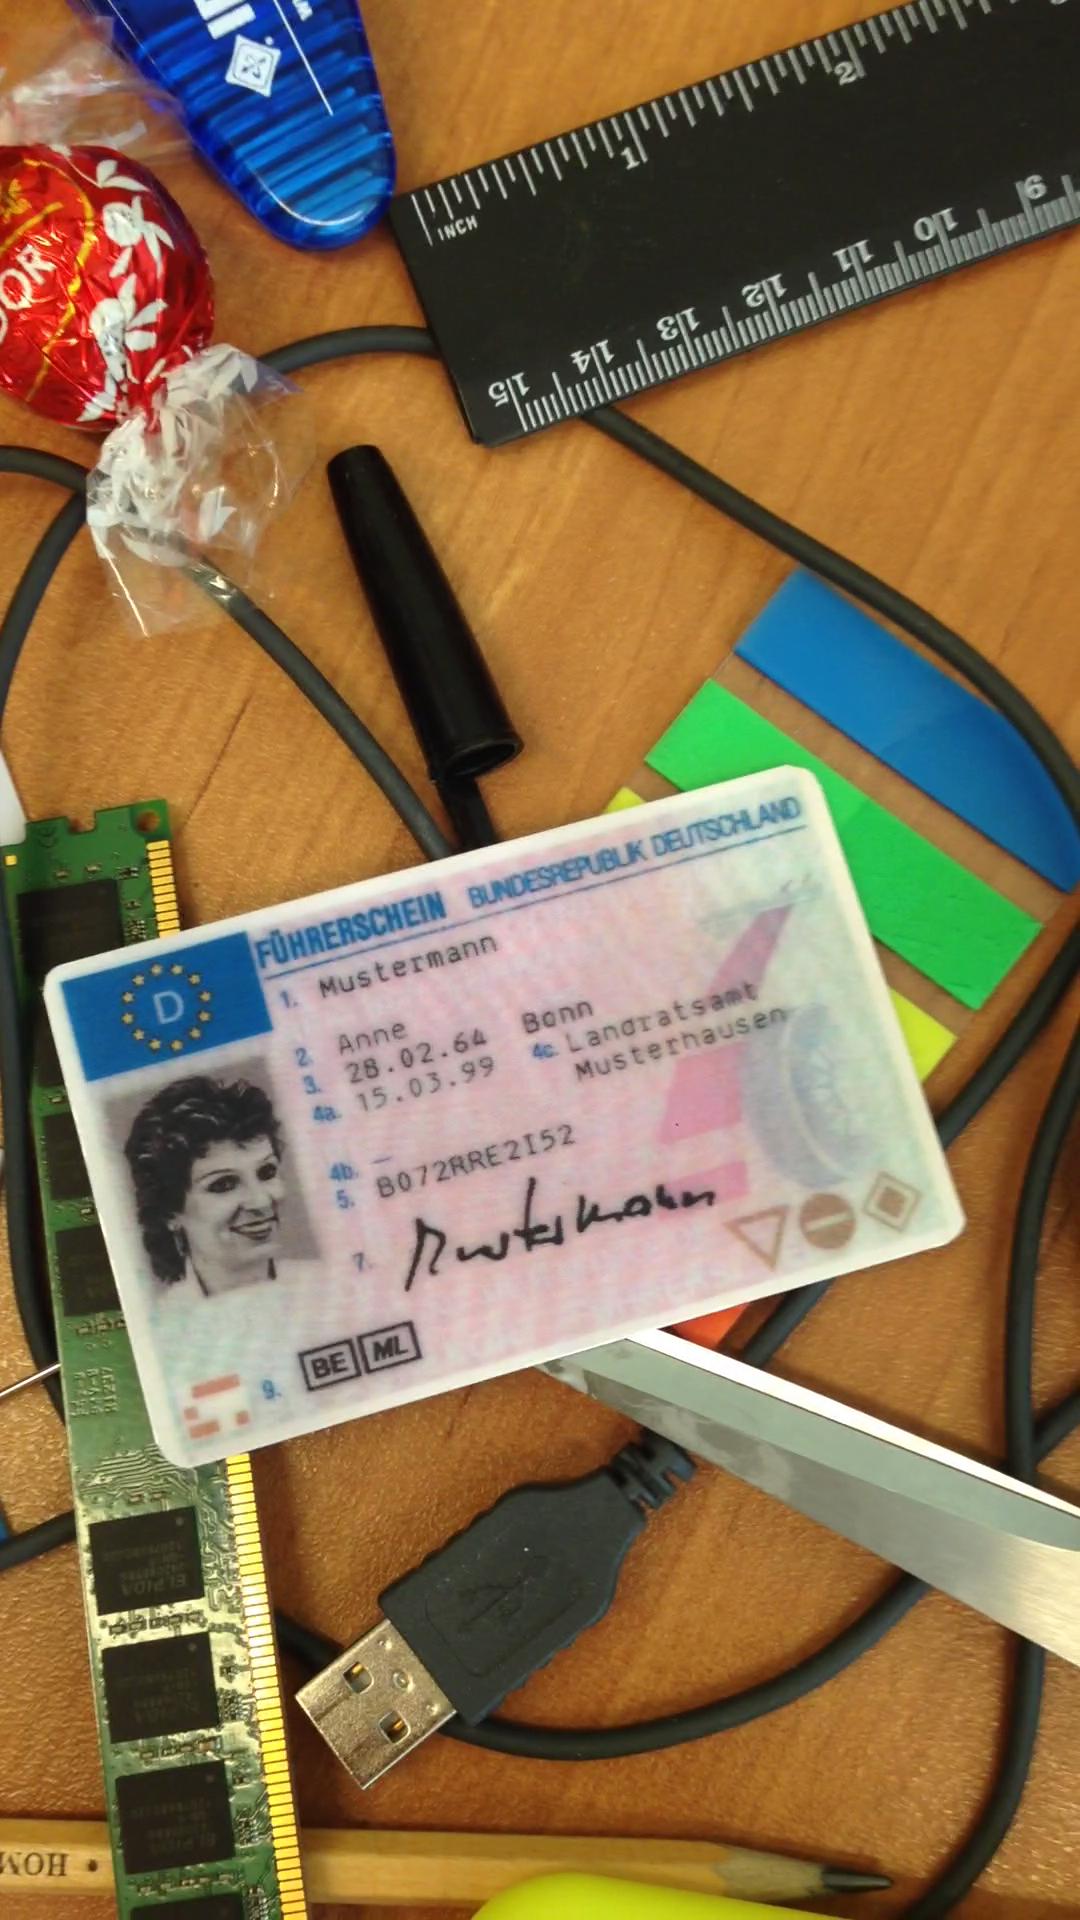 INCH
1
2
15 14 13 12 11 10 9
FÜHRERSCHEIN BUNDESREPUBLIK DEUTSCHLAND
D
1. Mustermann
2. Anne
3. 28.02.64 Bonn
4a. 15.03.99 4c. Landratsamt
Musterhausen
4b. –
5. B072RRE2I52
7. Mustermann
9. BE ML
ELPIDA
ELPIDA